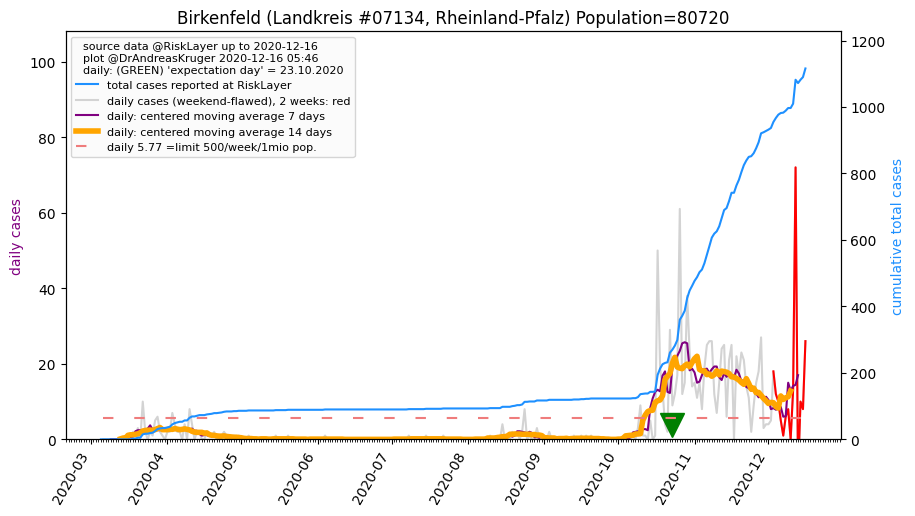 Birkenfeld (Landkreis #07134, Rheinland-Pfalz) Population=80720
source data @RiskLayer up to 2020-12-16
plot @DrAndreasKruger 2020-12-16 05:46
daily: (GREEN) 'expectation day' = 23.10.2020
total cases reported at RiskLayer
daily cases (weekend-flawed), 2 weeks: red
daily: centered moving average 7 days
daily: centered moving average 14 days
daily 5.77 =limit 500/week/1mio pop.
daily cases
100
80
60
40
20
0
cumulative total cases
1200
1000
800
600
400
200
0
2020-03
2020-04
2020-05
2020-06
2020-07
2020-08
2020-09
2020-10
2020-11
2020-12